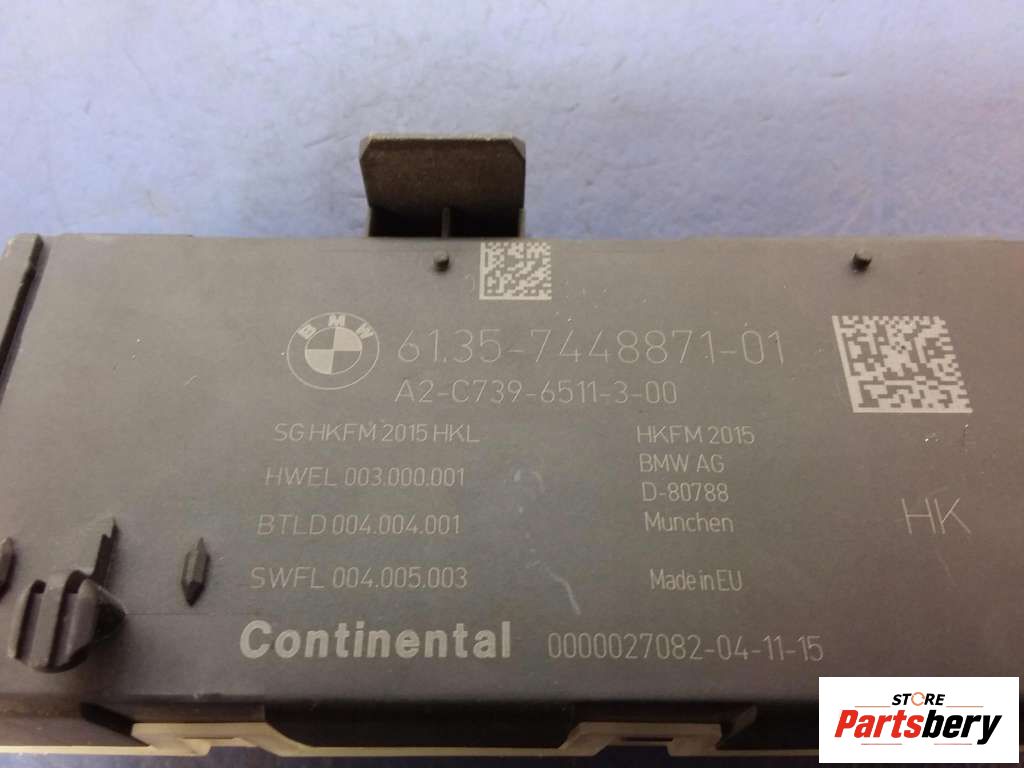 BMW
61.35-7448871-01
A2-C739-6511-3-00
SG HKFM 2015 HKL
HWEL 003.000.001
BTLD 004.004.001
SWFL 004.005.003
HKFM 2015
BMW AG
D-80788
Munchen
Made in EU
HK
Continental
0000027082-04-11-15
STORE
Partsbery